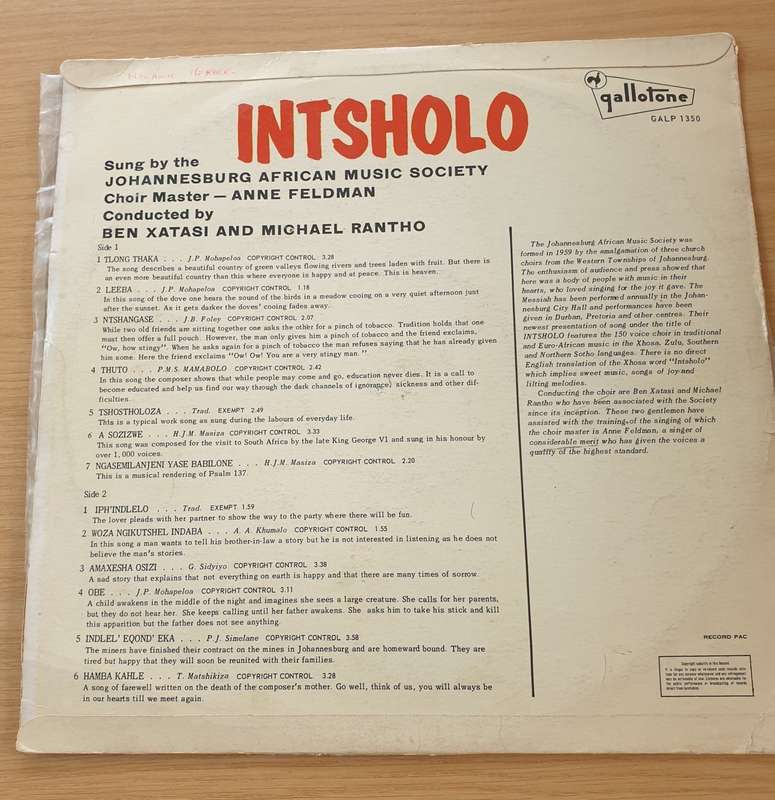 INTSHOLO
gallotone
GALP 1350
Sung by the
JOHANNESBURG AFRICAN MUSIC SOCIETY
Choir Master — ANNE FELDMAN
Conducted by
BEN XATASI AND MICHAEL RANTHO
Side 1
1 TLONG THAKA . . . J.P. Mohapeloa COPYRIGHT CONTROL 3.28
The song describes a beautiful country of green valleys flowing rivers and trees laden with fruit. But there is
an even more beautiful country than this where everyone is happy and at peace. This is heaven.
2 LEEBA . . . J.P. Mohapeloa COPYRIGHT CONTROL 1.18
In this song of the dove one hears the sound of the birds in a meadow cooing on a very quiet afternoon just
after the sunset. As it gets darker the doves' cooing fades away.
3 NTSHANGASE . . . J.B. Foley COPYRIGHT CONTROL 2.07
While two old friends are sitting together one asks the other for a pinch of tobacco. Tradition holds that one
must then offer a full pouch. However, the man only gives him a pinch of tobacco and the friend exclaims,
"Ow, how stingy". When he asks again for a pinch of tobacco the man refuses saying that he has already given
him some. Here the friend exclaims "Ow! Ow! You are a very stingy man."
4 THUTO . . . P.M.S. MAMABOLO COPYRIGHT CONTROL 2.42
In this song the composer shows that while people may come and go, education never dies. It is a call to
become educated and help us find our way through the dark channels of ignorance, sickness and other dif-
ficulties.
5 TSHOSTHOLOZA . . . Trad. EXEMPT 2.49
This is a typical work song as sung during the labours of everyday life.
6 A SOZIZWE . . . H.J.M. Masiza COPYRIGHT CONTROL 3.33
This song was composed for the visit to South Africa by the late King George VI and sung in his honour by
over 1,000 voices.
7 NGASEMILANJENI YASE BABILONE . . . H.J.M. Masiza COPYRIGHT CONTROL 2.20
This is a musical rendering of Psalm 137.
Side 2
1 IPH'INDLELO . . . Trad. EXEMPT 1.59
The lover pleads with her partner to show the way to the party where there will be fun.
2 WOZA NGIKUTSHEL INDABA . . . A. A. Khumalo COPYRIGHT CONTROL 1.55
In this song a man wants to tell his brother-in-law a story but he is not interested in listening as he does not
believe the man's stories.
3 AMAXESHA OSIZI . . . G. Sidyiyo COPYRIGHT CONTROL 3.38
A sad story that explains that not everything on earth is happy and that there are many times of sorrow.
4 OBE . . . J.P. Mohapeloa COPYRIGHT CONTROL 3.11
A child awakens in the middle of the night and imagines she sees a large creature. She calls for her parents,
but they do not hear her. She keeps calling until her father awakens. She asks him to take his stick and kill
this apparition but the father does not see anything.
5 INDLEL' EQOND' EKA . . . P.J. Simelane COPYRIGHT CONTROL 3.58
The miners have finished their contract on the mines in Johannesburg and are homeward bound. They are
tired but happy that they will soon be reunited with their families.
6 HAMBA KAHLE . . . T. Matshikiza COPYRIGHT CONTROL 3.28
A song of farewell written on the death of the composer's mother. Go well, think of us, you will always be
in our hearts till we meet again.
The Johannesburg African Music Society was
formed in 1959 by the amalgamation of three church
choirs from the Western Townships of Johannesburg.
The enthusiasm of audience and press showed that
here was a body of people with music in their
hearts, who loved singing for the joy it gave. The
Messiah has been performed annually in the Johan-
nesburg City Hall and performances have been
given in Durban, Pretoria and other centres. Their
newest presentation of song under the title of
INTSHOLO features the 150 voice choir in traditional
and Euro-African music in the Xhosa, Zulu, Southern
and Northern Sotho languages. There is no direct
English translation of the Xhosa word "Intsholo"
which implies sweet music, songs of joy and
lilting melodies.
Conducting the choir are Ben Xatasi and Michael
Rantho who have been associated with the Society
since its inception. These two gentlemen have
assisted with the training of the singing of which
the choir master is Anne Feldman, a singer of
considerable merit who has given the voices a
quality of the highest standard.
RECORD PAC